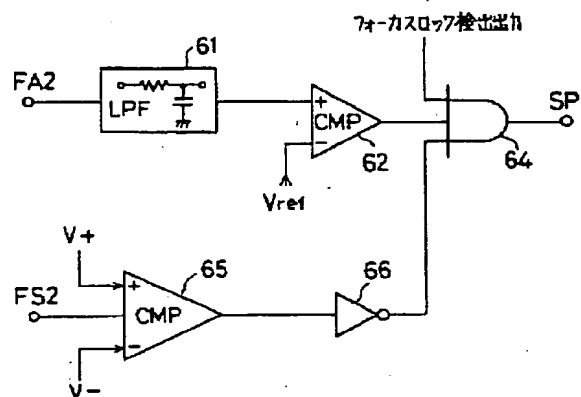 フォーカスロック検出出力
61
FA2
LPF
+
CMP
-
62
Vref
SP
64
V+
FS2
+
CMP
-
65
66
V-